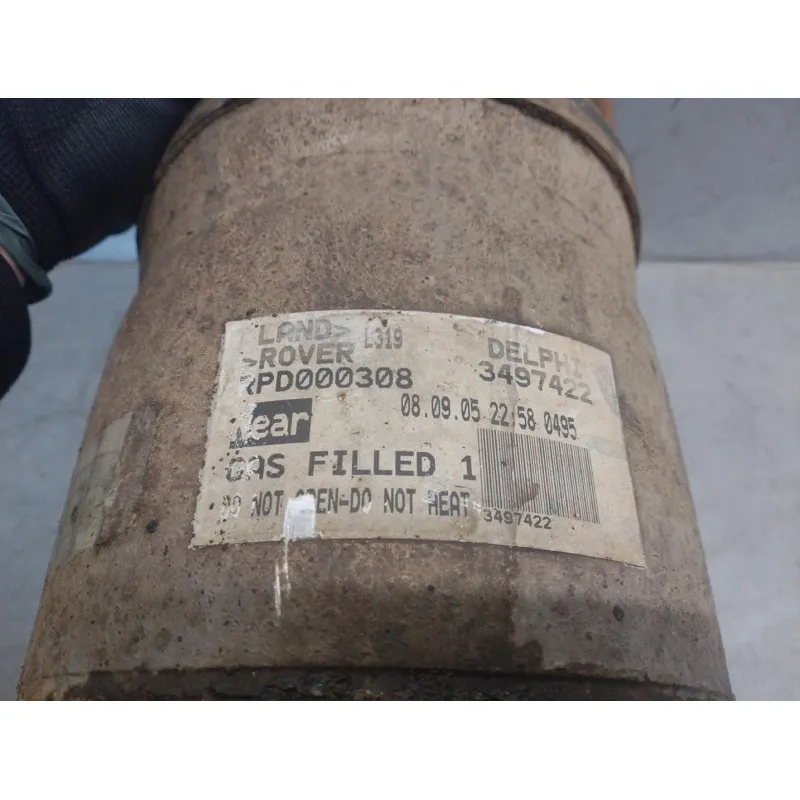 LAND> L319 DELPHI
>ROVER 3497422
RPD000308
08.09.05 22:58 0495
Rear
GAS FILLED 1
DO NOT OPEN-DO NOT HEAT
3497422